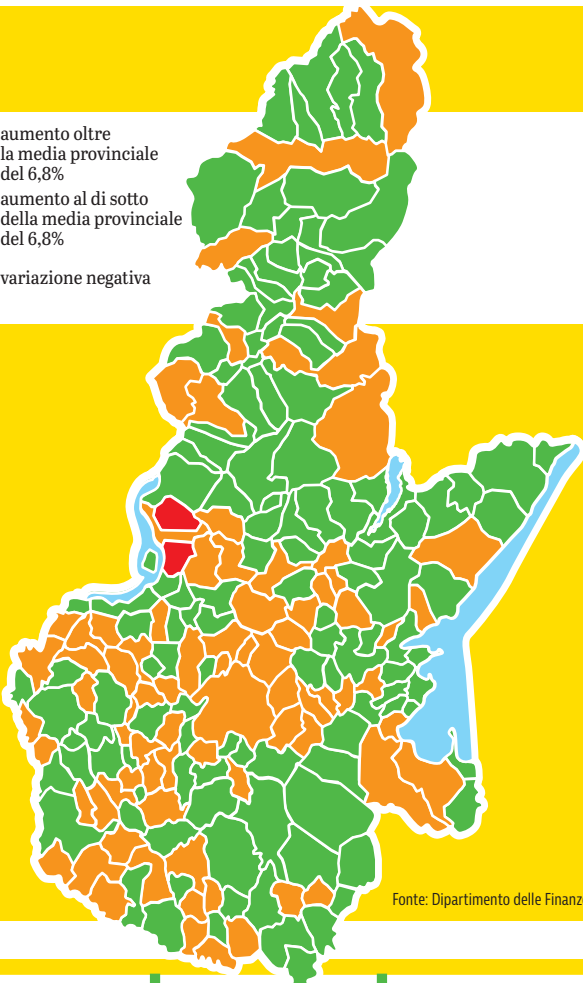 aumento oltre
la media provinciale
del 6,8%
aumento al di sotto
della media provinciale
del 6,8%
variazione negativa
Fonte: Dipartimento delle Finanz